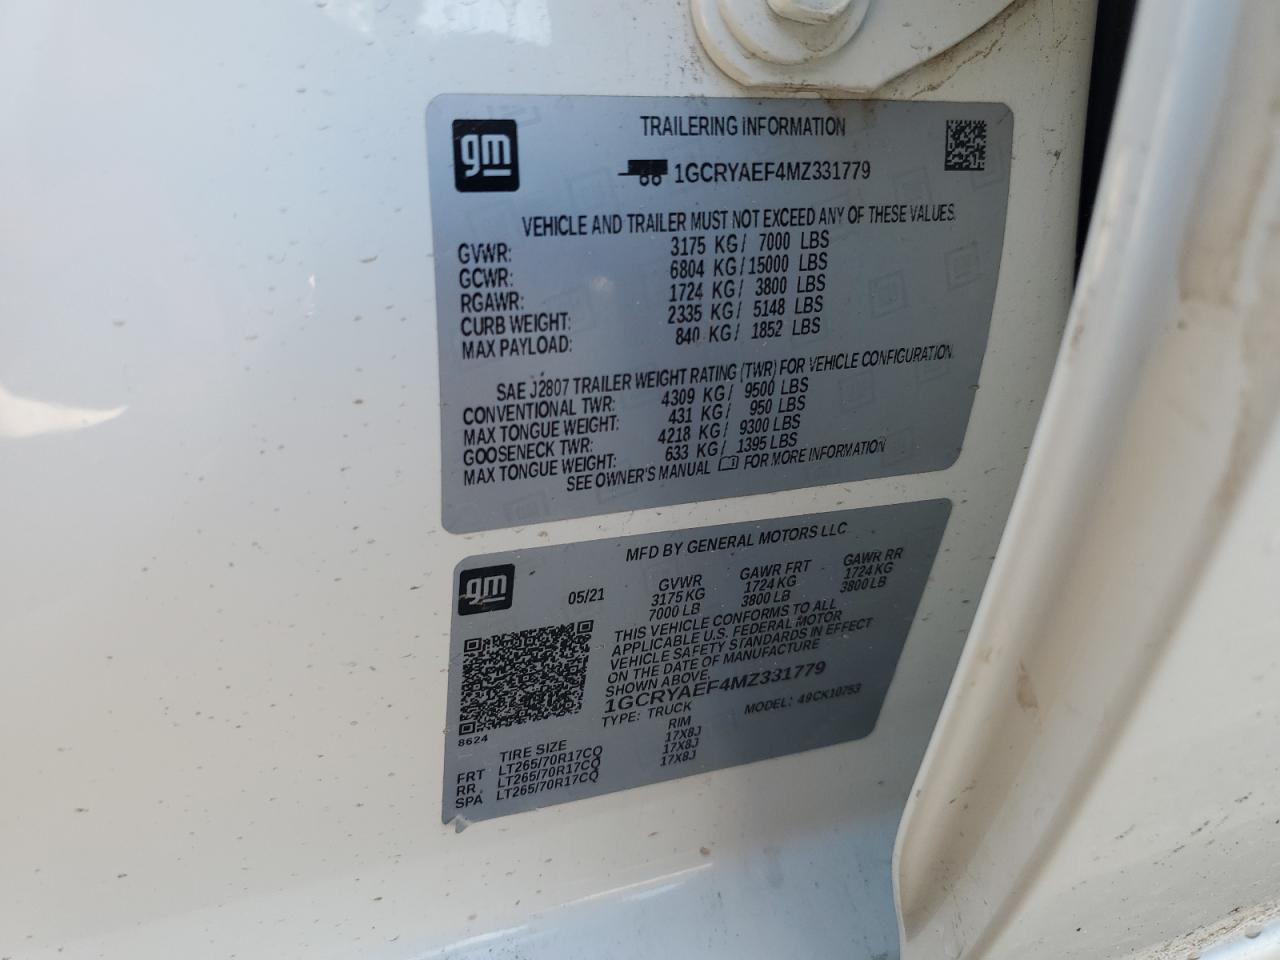 gm
TRAILERING INFORMATION
1GCRYAEF4MZ331779
VEHICLE AND TRAILER MUST NOT EXCEED ANY OF THESE VALUES.
GVWR: 3175 KG/ 7000 LBS
GCWR: 6804 KG/15000 LBS
RGAWR: 1724 KG/ 3800 LBS
CURB WEIGHT: 2335 KG/ 5148 LBS
MAX PAYLOAD: 840 KG/ 1852 LBS
SAE J2807 TRAILER WEIGHT RATING (TWR) FOR VEHICLE CONFIGURATION.
CONVENTIONAL TWR: 4309 KG/ 9500 LBS
MAX TONGUE WEIGHT: 431 KG/ 950 LBS
GOOSENECK TWR: 4218 KG/ 9300 LBS
MAX TONGUE WEIGHT: 633 KG/ 1395 LBS
SEE OWNER'S MANUAL FOR MORE INFORMATION
gm
MFD BY GENERAL MOTORS LLC
05/21
GVWR GAWR FRT GAWR RR
3175 KG 1724 KG 1724 KG
7000 LB 3800 LB 3800 LB
THIS VEHICLE CONFORMS TO ALL
APPLICABLE U.S. FEDERAL MOTOR
VEHICLE SAFETY STANDARDS IN EFFECT
ON THE DATE OF MANUFACTURE
SHOWN ABOVE.
1GCRYAEF4MZ331779
TYPE: TRUCK MODEL: 49CK10753
8624
TIRE SIZE RIM
FRT LT265/70R17CQ 17X8J
RR LT265/70R17CQ 17X8J
SPA LT265/70R17CQ 17X8J